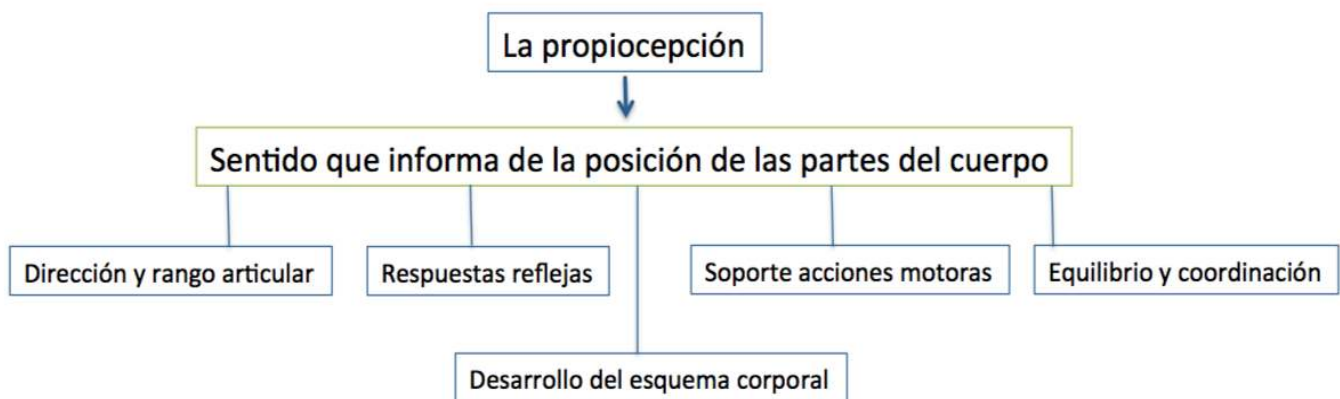 La propiocepción
Sentido que informa de la posición de las partes del cuerpo
Dirección y rango articular
Respuestas reflejas
Soporte acciones motoras
Equilibrio y coordinación
Desarrollo del esquema corporal